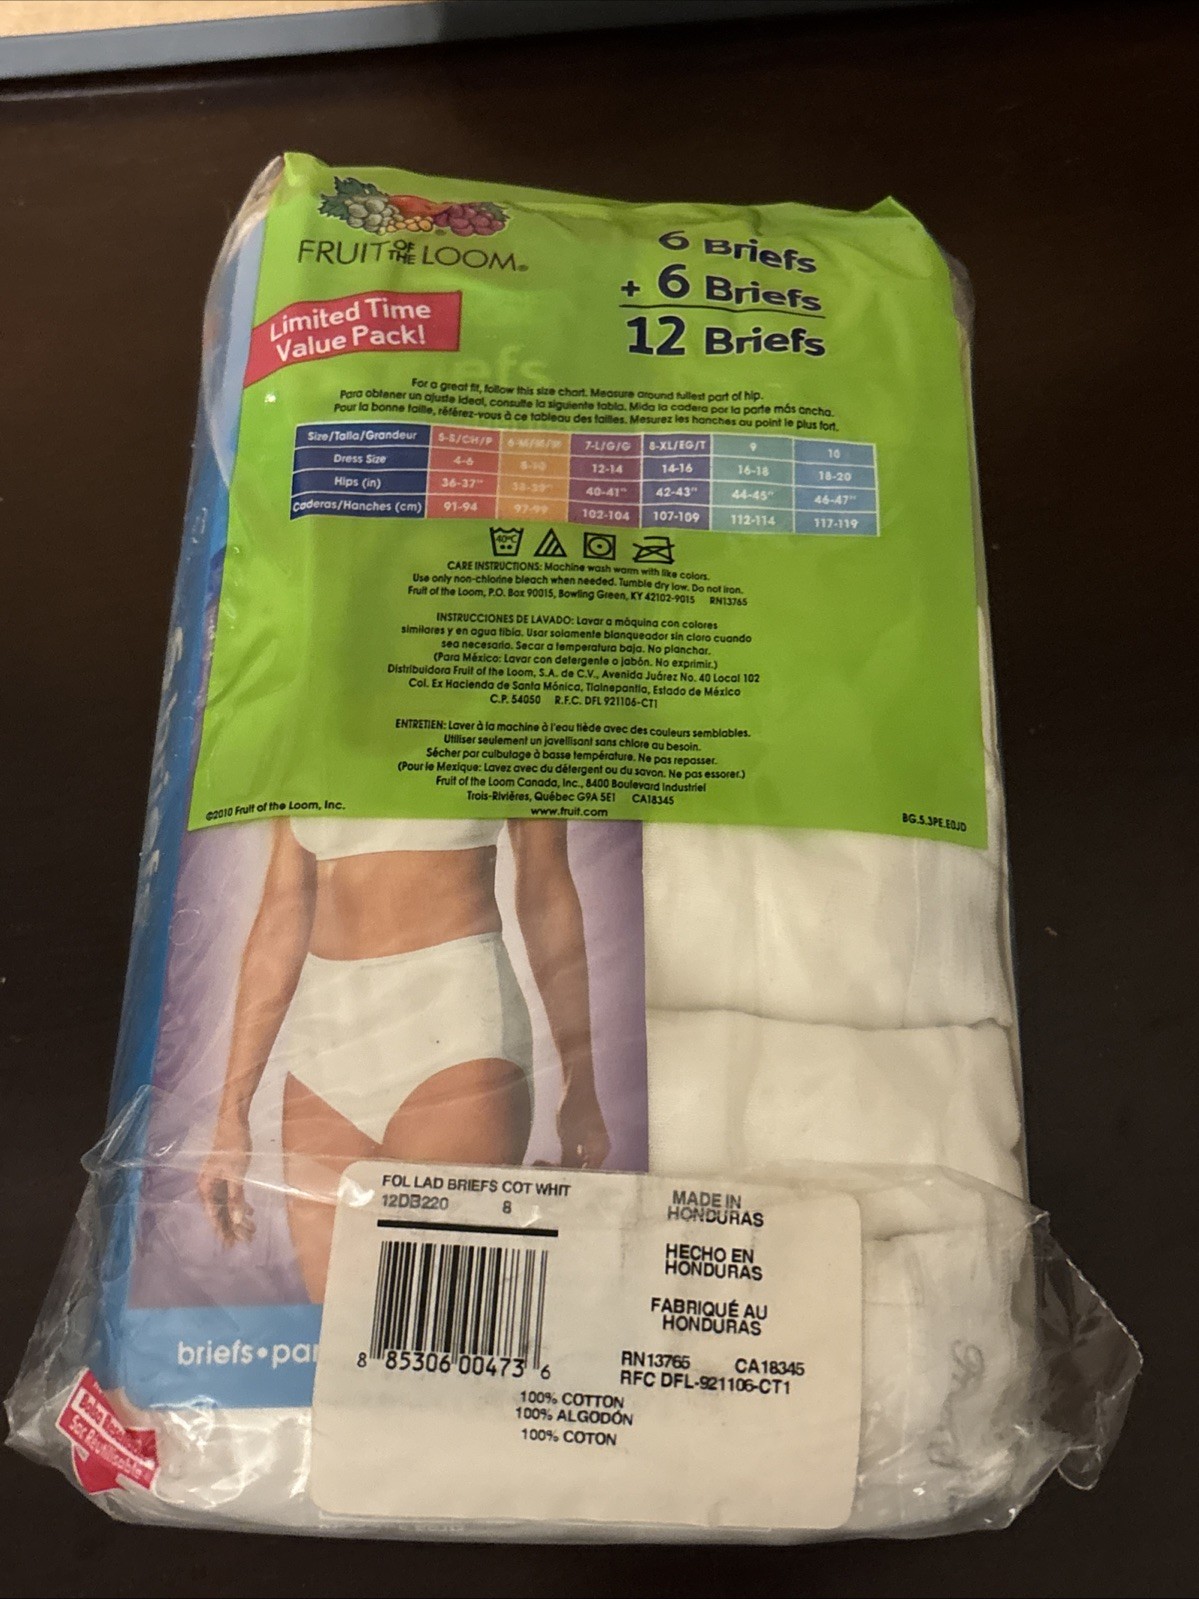 FRUIT OF THE LOOM®
6 Briefs
+ 6 Briefs
12 Briefs
Limited Time
Value Pack!
For a great fit, follow this size chart. Measure around fullest part of hip.
Para obtener un ajuste ideal, consulte la siguiente tabla. Mida la cadera por la parte más ancha.
Pour la bonne taille, référez-vous à ce tableau des tailles. Mesurez les hanches au point le plus fort.
Size/Talla/Grandeur 5-S/CH/P 6-M/M/M 7-L/G/G 8-XL/EG/T 9 10
Dress Size 4-6 8-10 12-14 14-16 16-18 18-20
Hips (in) 36-37" 38-39" 40-41" 42-43" 44-45" 46-47"
Caderas/Hanches (cm) 91-94 97-99 102-104 107-109 112-114 117-119
40°C
CARE INSTRUCTIONS: Machine wash warm with like colors.
Use only non-chlorine bleach when needed. Tumble dry low. Do not iron.
Fruit of the Loom, P.O. Box 90015, Bowling Green, KY 42102-9015 RN13765
INSTRUCCIONES DE LAVADO: Lavar a máquina con colores
similares y en agua tibia. Usar solamente blanqueador sin cloro cuando
sea necesario. Secar a temperatura baja. No planchar.
(Para México: Lavar con detergente o jabón. No exprimir.)
Distribuidora Fruit of the Loom, S.A. de C.V., Avenida Juárez No. 40 Local 102
Col. Ex Hacienda de Santa Mónica, Tlalnepantla, Estado de México
C.P. 54050 R.F.C. DFL 921106-CT1
ENTRETIEN: Laver à la machine à l'eau tiède avec des couleurs semblables.
Utiliser seulement un javellisant sans chlore au besoin.
Sécher par culbutage à basse température. Ne pas repasser.
(Pour le Mexique: Lavez avec du détergent ou du savon. Ne pas essorer.)
Fruit of the Loom Canada, Inc., 8400 Boulevard Industriel
Trois-Rivières, Québec G9A 5E1 CA18345
www.fruit.com
©2010 Fruit of the Loom, Inc.
BG.5.3PE.E0JD
FOL LAD BRIEFS COT WHIT
12DB220 8
MADE IN
HONDURAS
HECHO EN
HONDURAS
FABRIQUÉ AU
HONDURAS
8 85306 00473 6
RN13765 CA18345
RFC DFL-921106-CT1
100% COTTON
100% ALGODÓN
100% COTON
briefs•pa